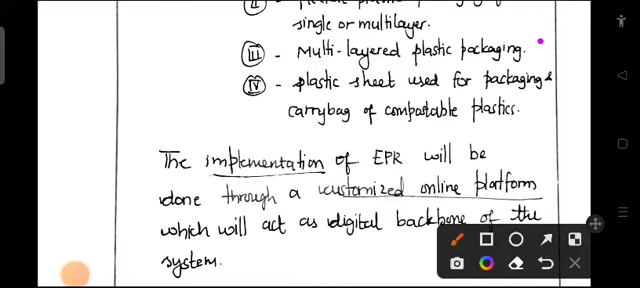 single or multilayer.
III - Multi-layered plastic packaging.
IV - plastic sheet used for packaging &
carrybag of compostable plastics.
The implementation of EPR will be
done through a customized online platform
which will act as digital backbone of the
system.